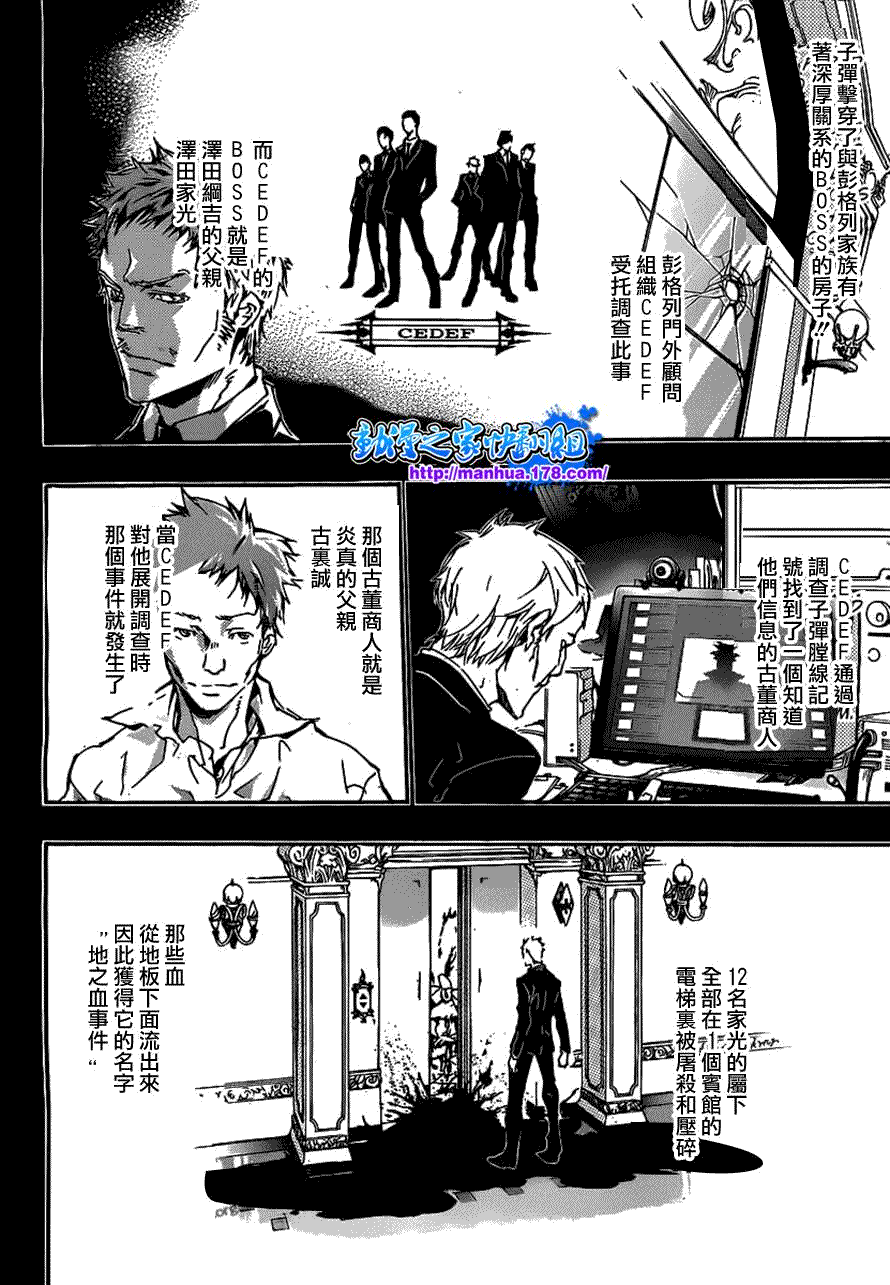 子彈擊穿了與彭格列家族有
著深厚關系的BOSS的房子!!
彭格列門外顧問
組織CEDEF
受托調查此事
而CEDEF的
BOSS就是
澤田綱吉的父親
澤田家光
CEDEF
動漫之家快翻組
http://manhua.178.com/
CEDEF通過
調查子彈膛線記
號找到了一個知道
他們信息的古董商人
那個古董商人就是
炎真的父親
古裏誠
當CEDEF
對他展開調查時
那個事件就發生了
12名家光的屬下
全部在1個賓館的
電梯裏被屠殺和壓碎
那些血
從地板下面流出來
因此獲得它的名字
”地之血事件“